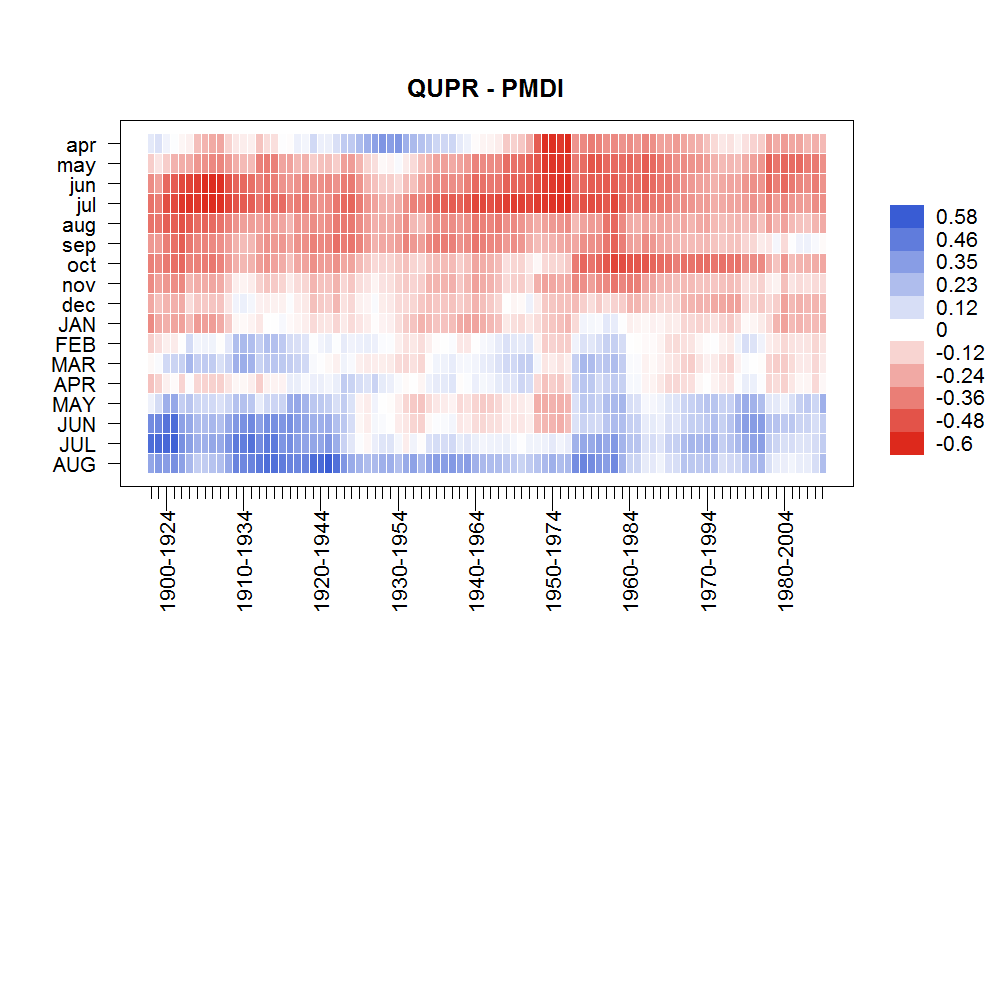 QUPR - PMDI
apr
may
jun
jul
aug
sep
oct
nov
dec
JAN
FEB
MAR
APR
MAY
JUN
JUL
AUG
1900-1924
1910-1934
1920-1944
1930-1954
1940-1964
1950-1974
1960-1984
1970-1994
1980-2004
0.58
0.46
0.35
0.23
0.12
0
-0.12
-0.24
-0.36
-0.48
-0.6